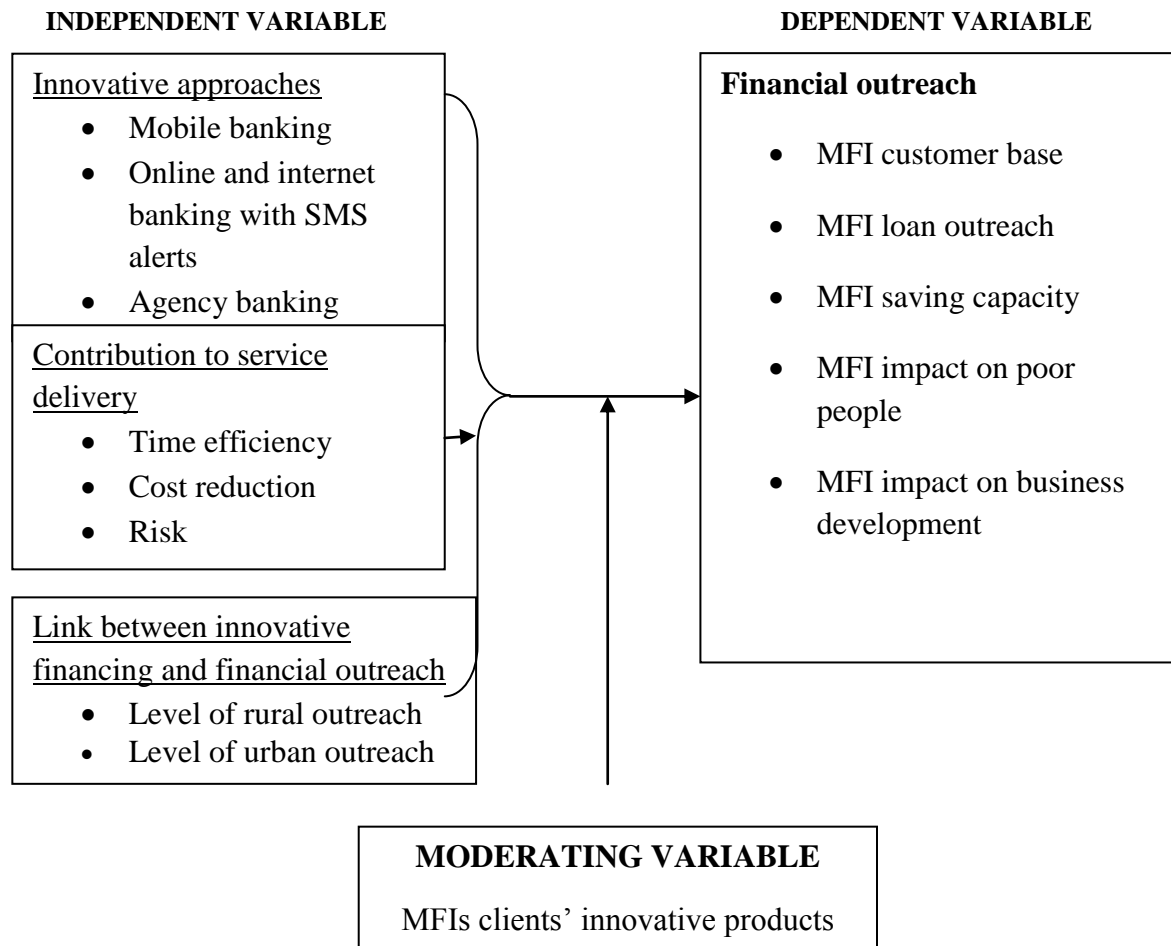 INDEPENDENT VARIABLE
Innovative approaches
• Mobile banking
• Online and internet
banking with SMS
alerts
• Agency banking
Contribution to service
delivery
• Time efficiency
• Cost reduction
• Risk
Link between innovative
financing and financial outreach
• Level of rural outreach
• Level of urban outreach
DEPENDENT VARIABLE
Financial outreach
• MFI customer base
• MFI loan outreach
• MFI saving capacity
• MFI impact on poor
people
• MFI impact on business
development
MODERATING VARIABLE
MFIs clients’ innovative products